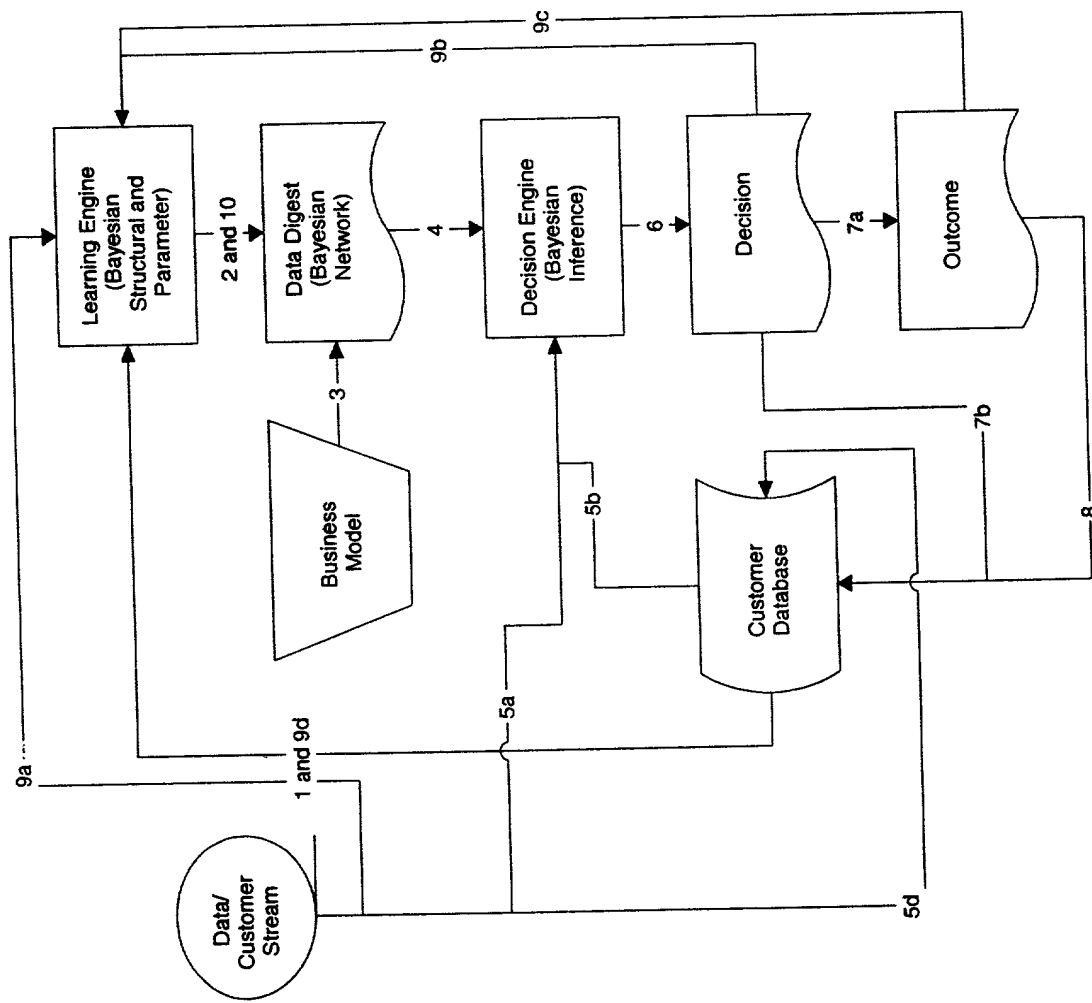 9a
9c
9b
Learning Engine
(Bayesian
Structural and
Parameter)
1 and 9d
2 and 10
Data/
Customer
Stream
Business
Model
3
Data Digest
(Bayesian
Network)
4
5a
5b
Decision Engine
(Bayesian
Inference)
6
Customer
Database
Decision
7a
7b
5d
Outcome
8